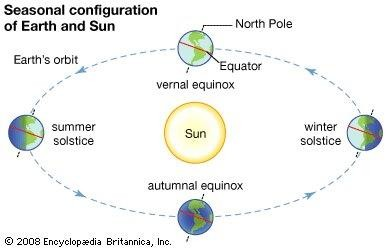 Seasonal configuration
of Earth and Sun
North Pole
Earth's orbit
Equator
vernal equinox
summer
solstice
Sun
winter
solstice
autumnal equinox
© 2008 Encyclopædia Britannica, Inc.